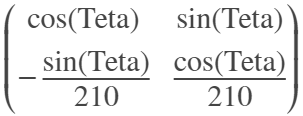 cos(Teta) sin(Teta)
- sin(Teta)/210 cos(Teta)/210